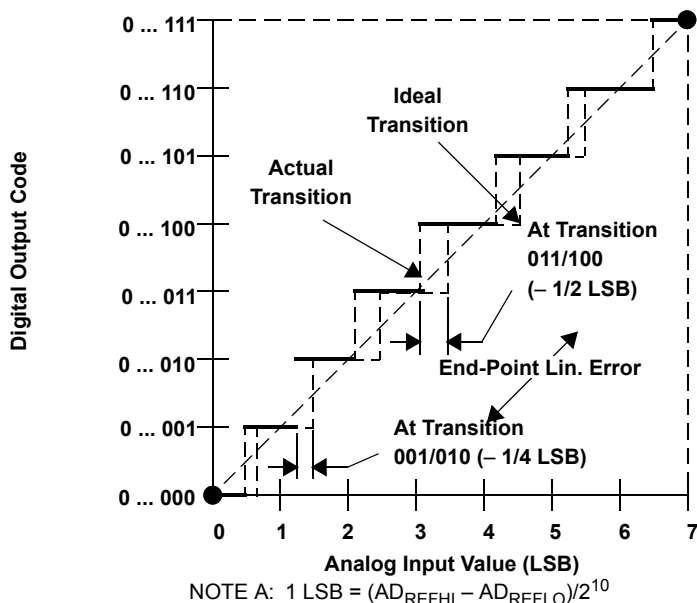 0 ... 111
0 ... 110
Ideal
Transition
0 ... 101
Actual
Transition
0 ... 100
At Transition
011/100
(– 1/2 LSB)
0 ... 011
0 ... 010
End-Point Lin. Error
0 ... 001
At Transition
001/010 (– 1/4 LSB)
0 ... 000
Digital Output Code
0 1 2 3 4 5 6 7
Analog Input Value (LSB)
NOTE A: 1 LSB = (AD_REFHI – AD_REFLO)/2^10